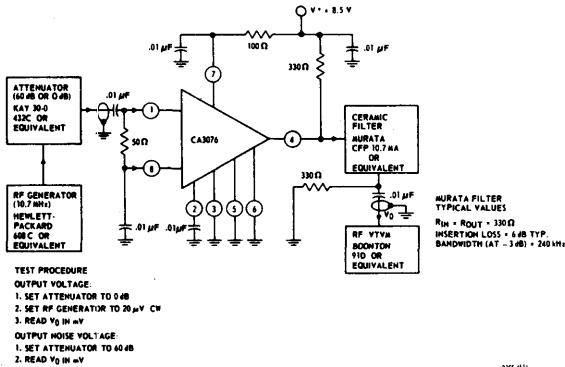 V⁺ = 8.5 V
.01 µF
100 Ω
.01 µF
330 Ω
7
ATTENUATOR
(60 dB OR 0 dB)
KAY 30-0
432C OR
EQUIVALENT
.01 µF
1
50 Ω
CA3076
4
8
CERAMIC
FILTER
MURATA
CFP 10.7 MA
OR
EQUIVALENT
RF GENERATOR
(10.7 MHz)
HEWLETT-
PACKARD
608 C OR
EQUIVALENT
.01 µF
2
3
5
6
.01 µF
330 Ω
.01 µF
V₀
RF VTVM
BOONTON
91D OR
EQUIVALENT
MURATA FILTER
TYPICAL VALUES
RIN = ROUT = 330 Ω
INSERTION LOSS = 6 dB TYP.
BANDWIDTH (AT – 3 dB) = 240 kHz
TEST PROCEDURE
OUTPUT VOLTAGE:
1. SET ATTENUATOR TO 0 dB
2. SET RF GENERATOR TO 20 µV CW
3. READ V₀ IN mV
OUTPUT NOISE VOLTAGE:
1. SET ATTENUATOR TO 60 dB
2. READ V₀ IN mV